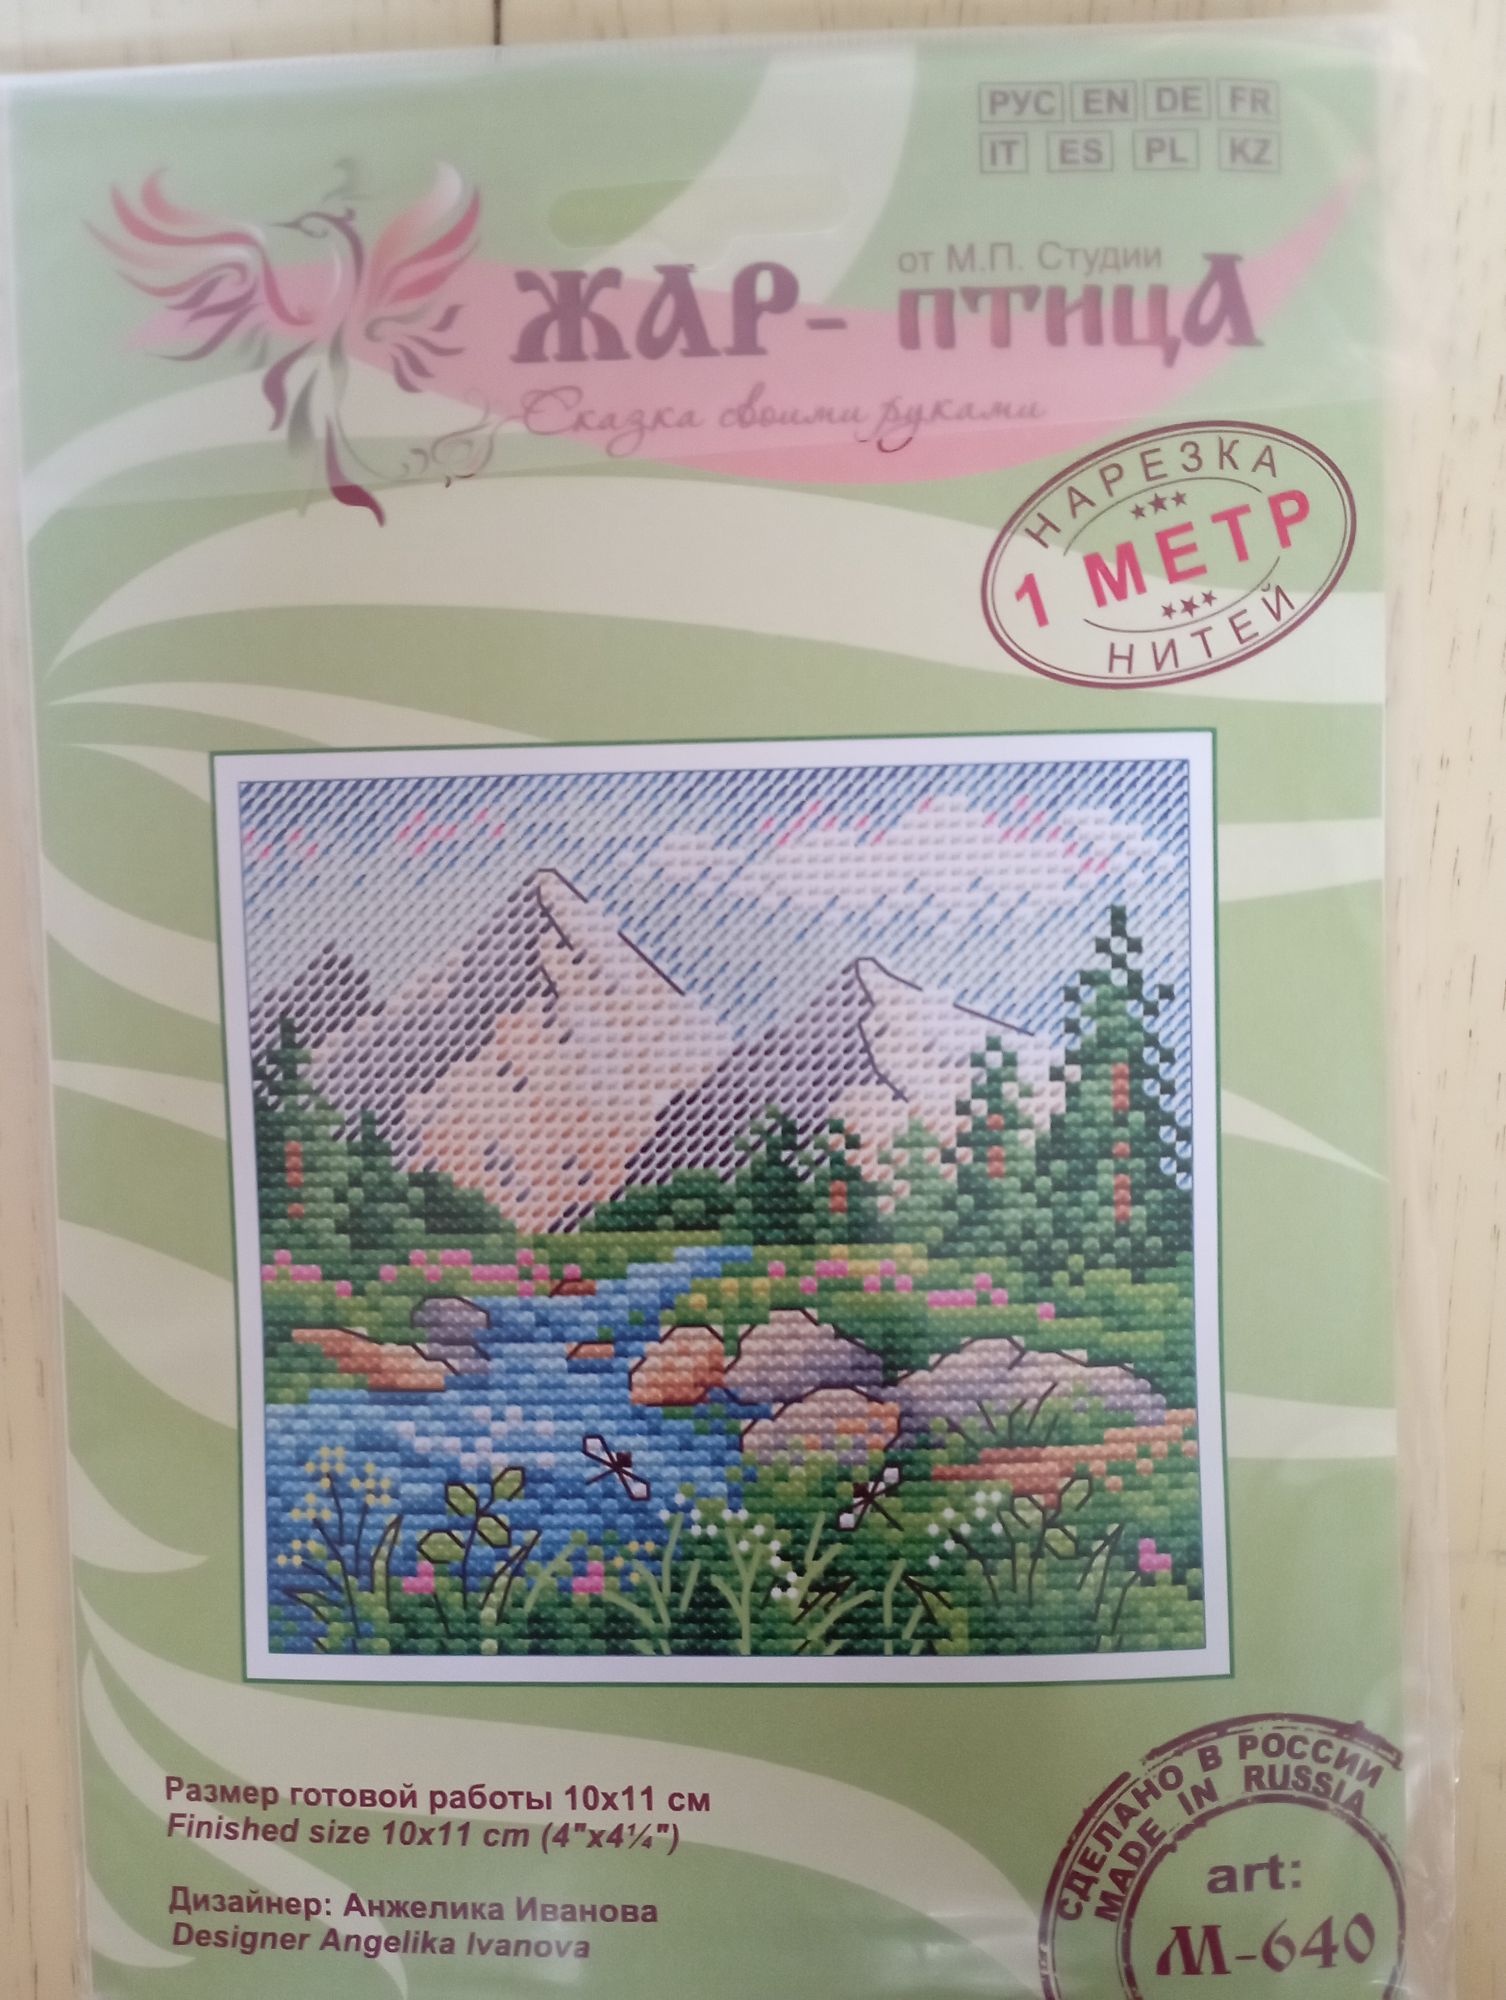 РУС EN DE FR
IT ES PL KZ
от М.П. Студии
ЖАР-ПТИЦА
Сказка своими руками
НАРЕЗКА
1 МЕТР
НИТЕЙ
Размер готовой работы 10x11 см
Finished size 10x11 cm (4"x4¼")
Дизайнер: Анжелика Иванова
Designer Angelika Ivanova
СДЕЛАНО В РОССИИ
MADE IN RUSSIA
art:
М-640